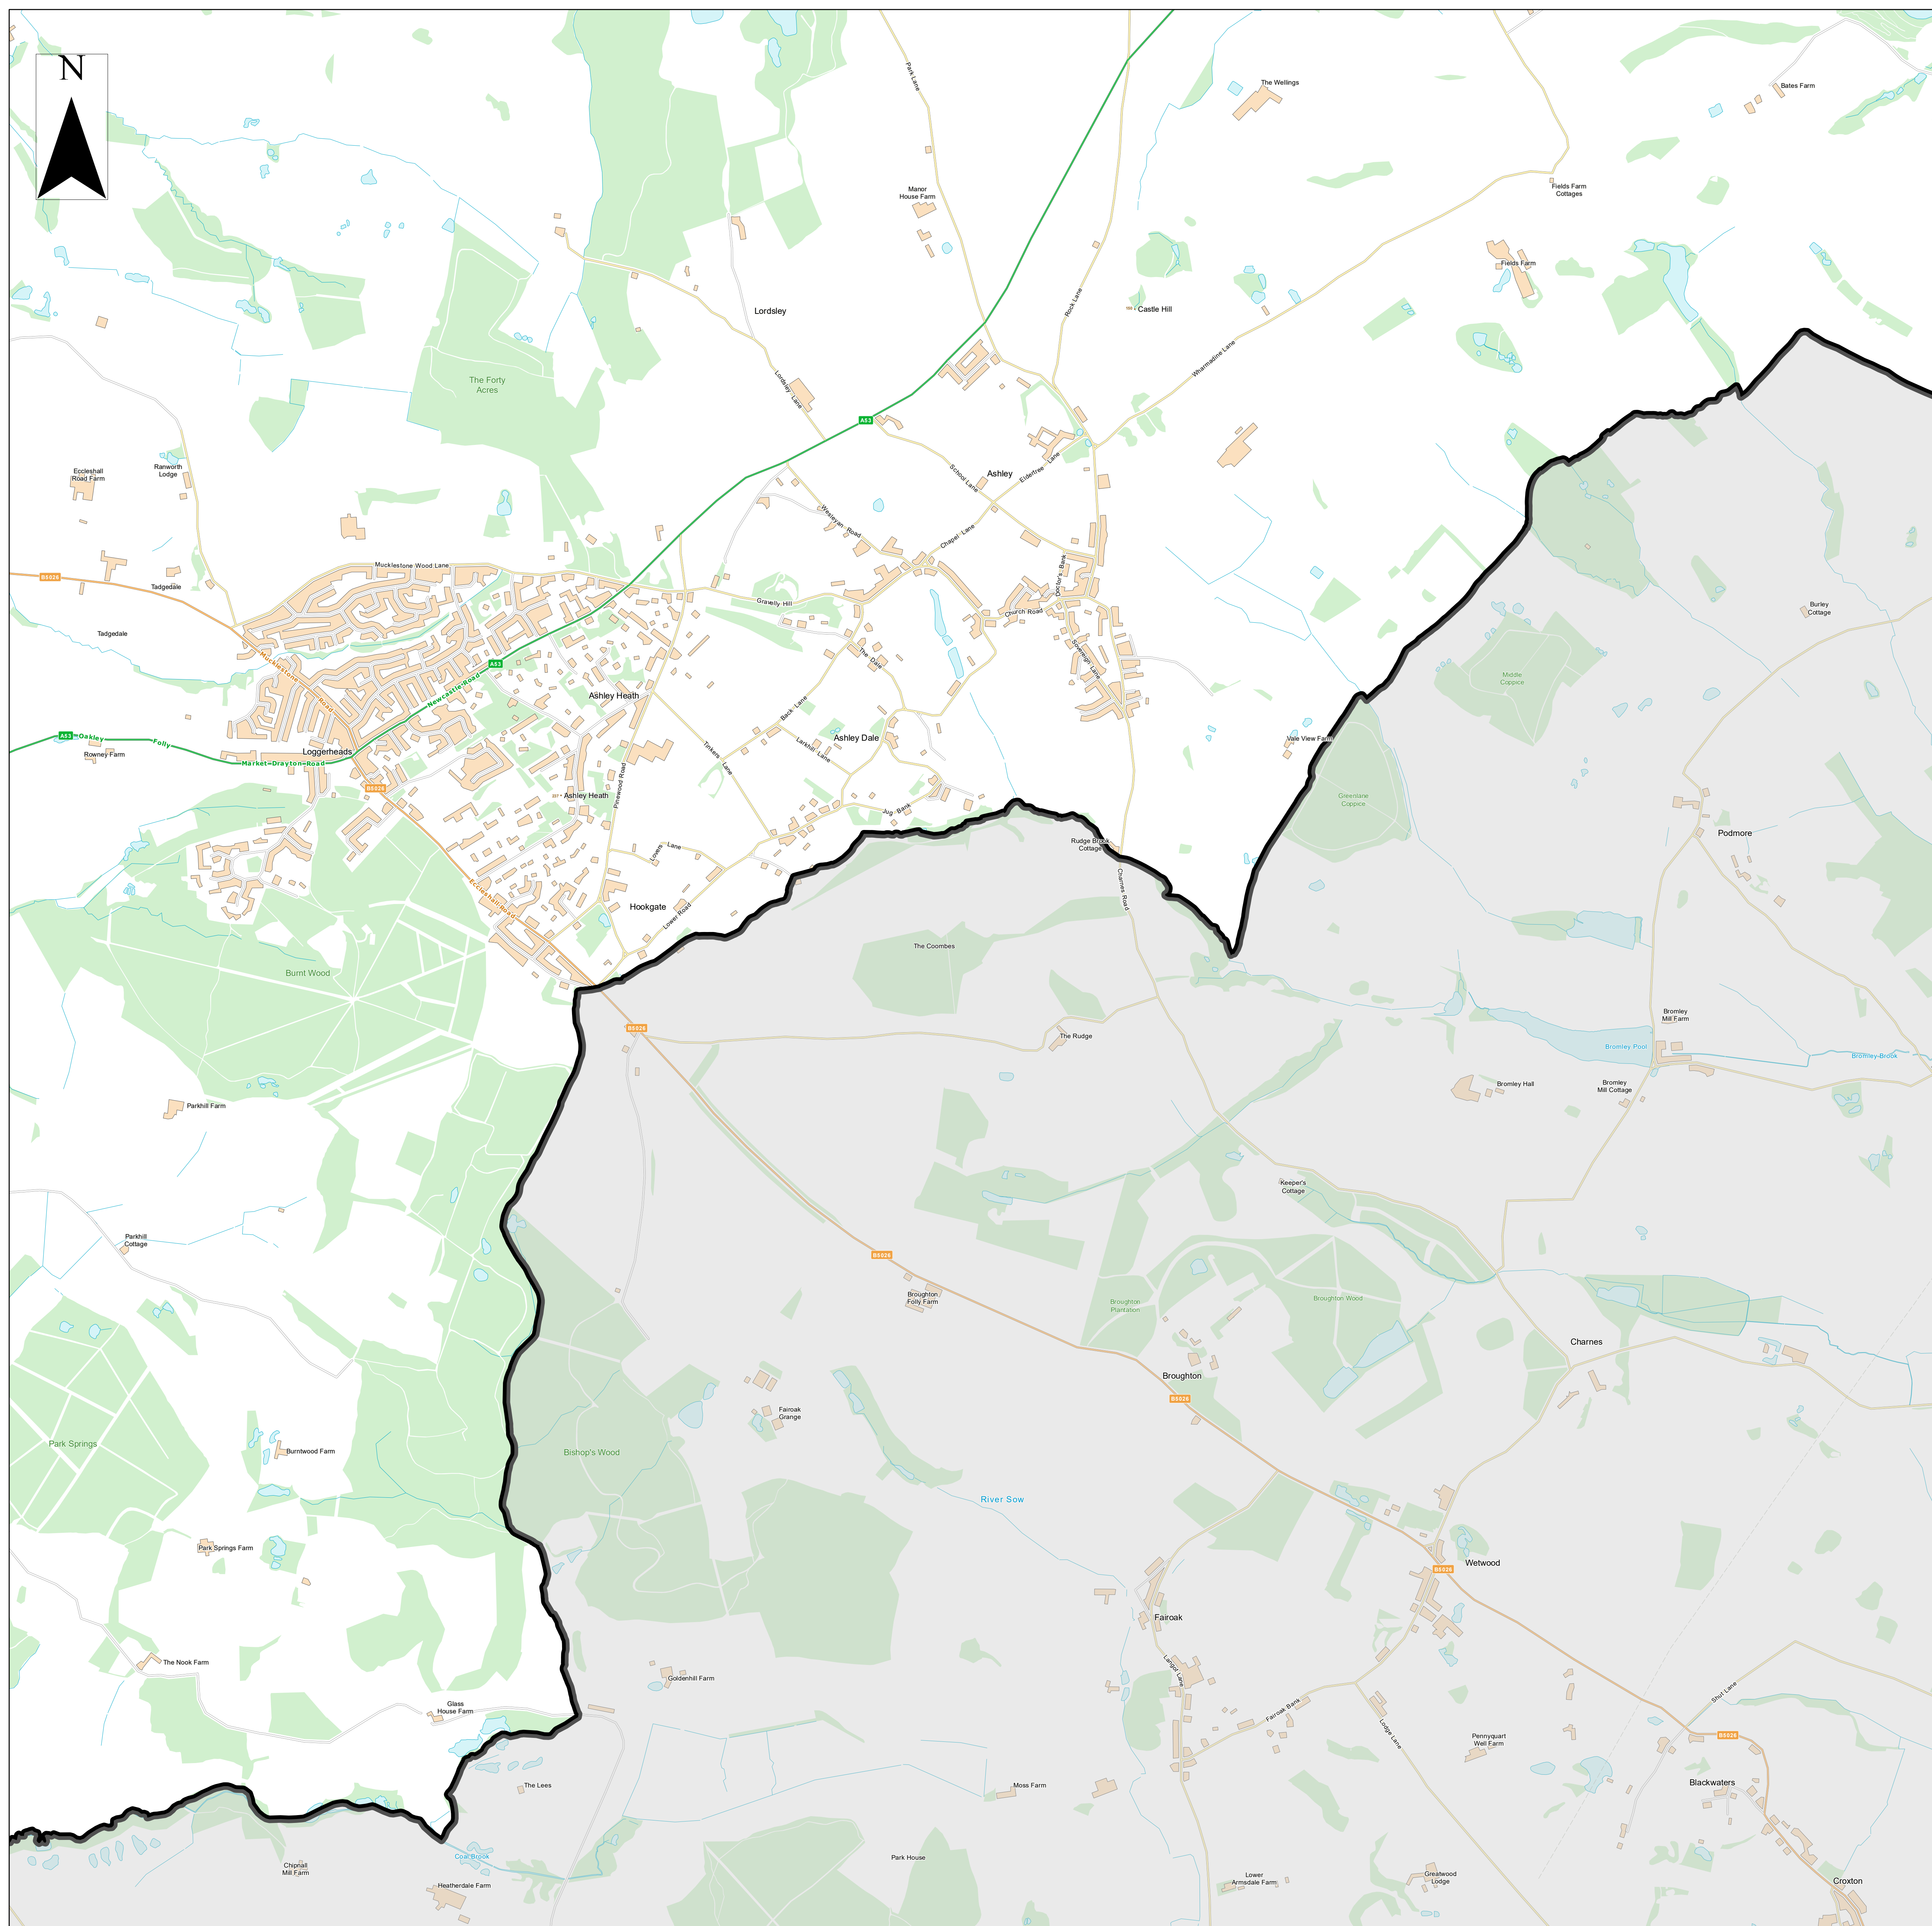 N
Park Lane
The Wellings
Bates Farm
Manor
House Farm
Fields Farm
Cottages
Fields Farm
Rock Lane
Lordsley
Castle Hill
Wharmadine Lane
The Forty
Acres
Lordsley Lane
A53
Eccleshall
Road Farm
Ranworth
Lodge
School Lane
Ashley
Eldertree Lane
Wesleyan Road
Chapel Lane
Doctor's Bank
Mucklestone Wood Lane
B5026
Tadgedale
Gravelly Hill
Church Road
Burley
Cottage
Tadgedale
Sovereign Lane
The Dale
Mucklestone Road
A53
Newcastle Road
Ashley Heath
Middle
Coppice
Back Lane
A53
Oakley Folly
Rowney Farm
Loggerheads
Market Drayton Road
Ashley Dale
Larkhill Lane
Tinkers Lane
Vale View Farm
B5026
Pinewood Road
Ashley Heath
Greenlane
Coppice
Jug Bank
Podmore
Rudge Brook
Cottage
Lovers Lane
Charnes Road
Eccleshall Road
Hookgate
Lower Road
The Coombes
Burnt Wood
B5026
The Rudge
Bromley
Mill Farm
Bromley Pool
Bromley Brook
Bromley Hall
Bromley
Mill Cottage
Parkhill Farm
Keeper's
Cottage
Parkhill
Cottage
B5026
Broughton
Folly Farm
Broughton
Plantation
Broughton Wood
Charnes
Broughton
B5026
Fairoak
Grange
Park Springs
Burntwood Farm
Bishop's Wood
River Sow
Park Springs Farm
Wetwood
B5026
Fairoak
The Nook Farm
Goldenhill Farm
Langot Lane
Glass
House Farm
Fairoak Bank
Lodge Lane
Shut Lane
Pennyquart
Well Farm
B5026
The Lees
Moss Farm
Blackwaters
Coal Brook
Chipnall
Mill Farm
Park House
Heatherdale Farm
Lower
Armsdale Farm
Greatwood
Lodge
Croxton